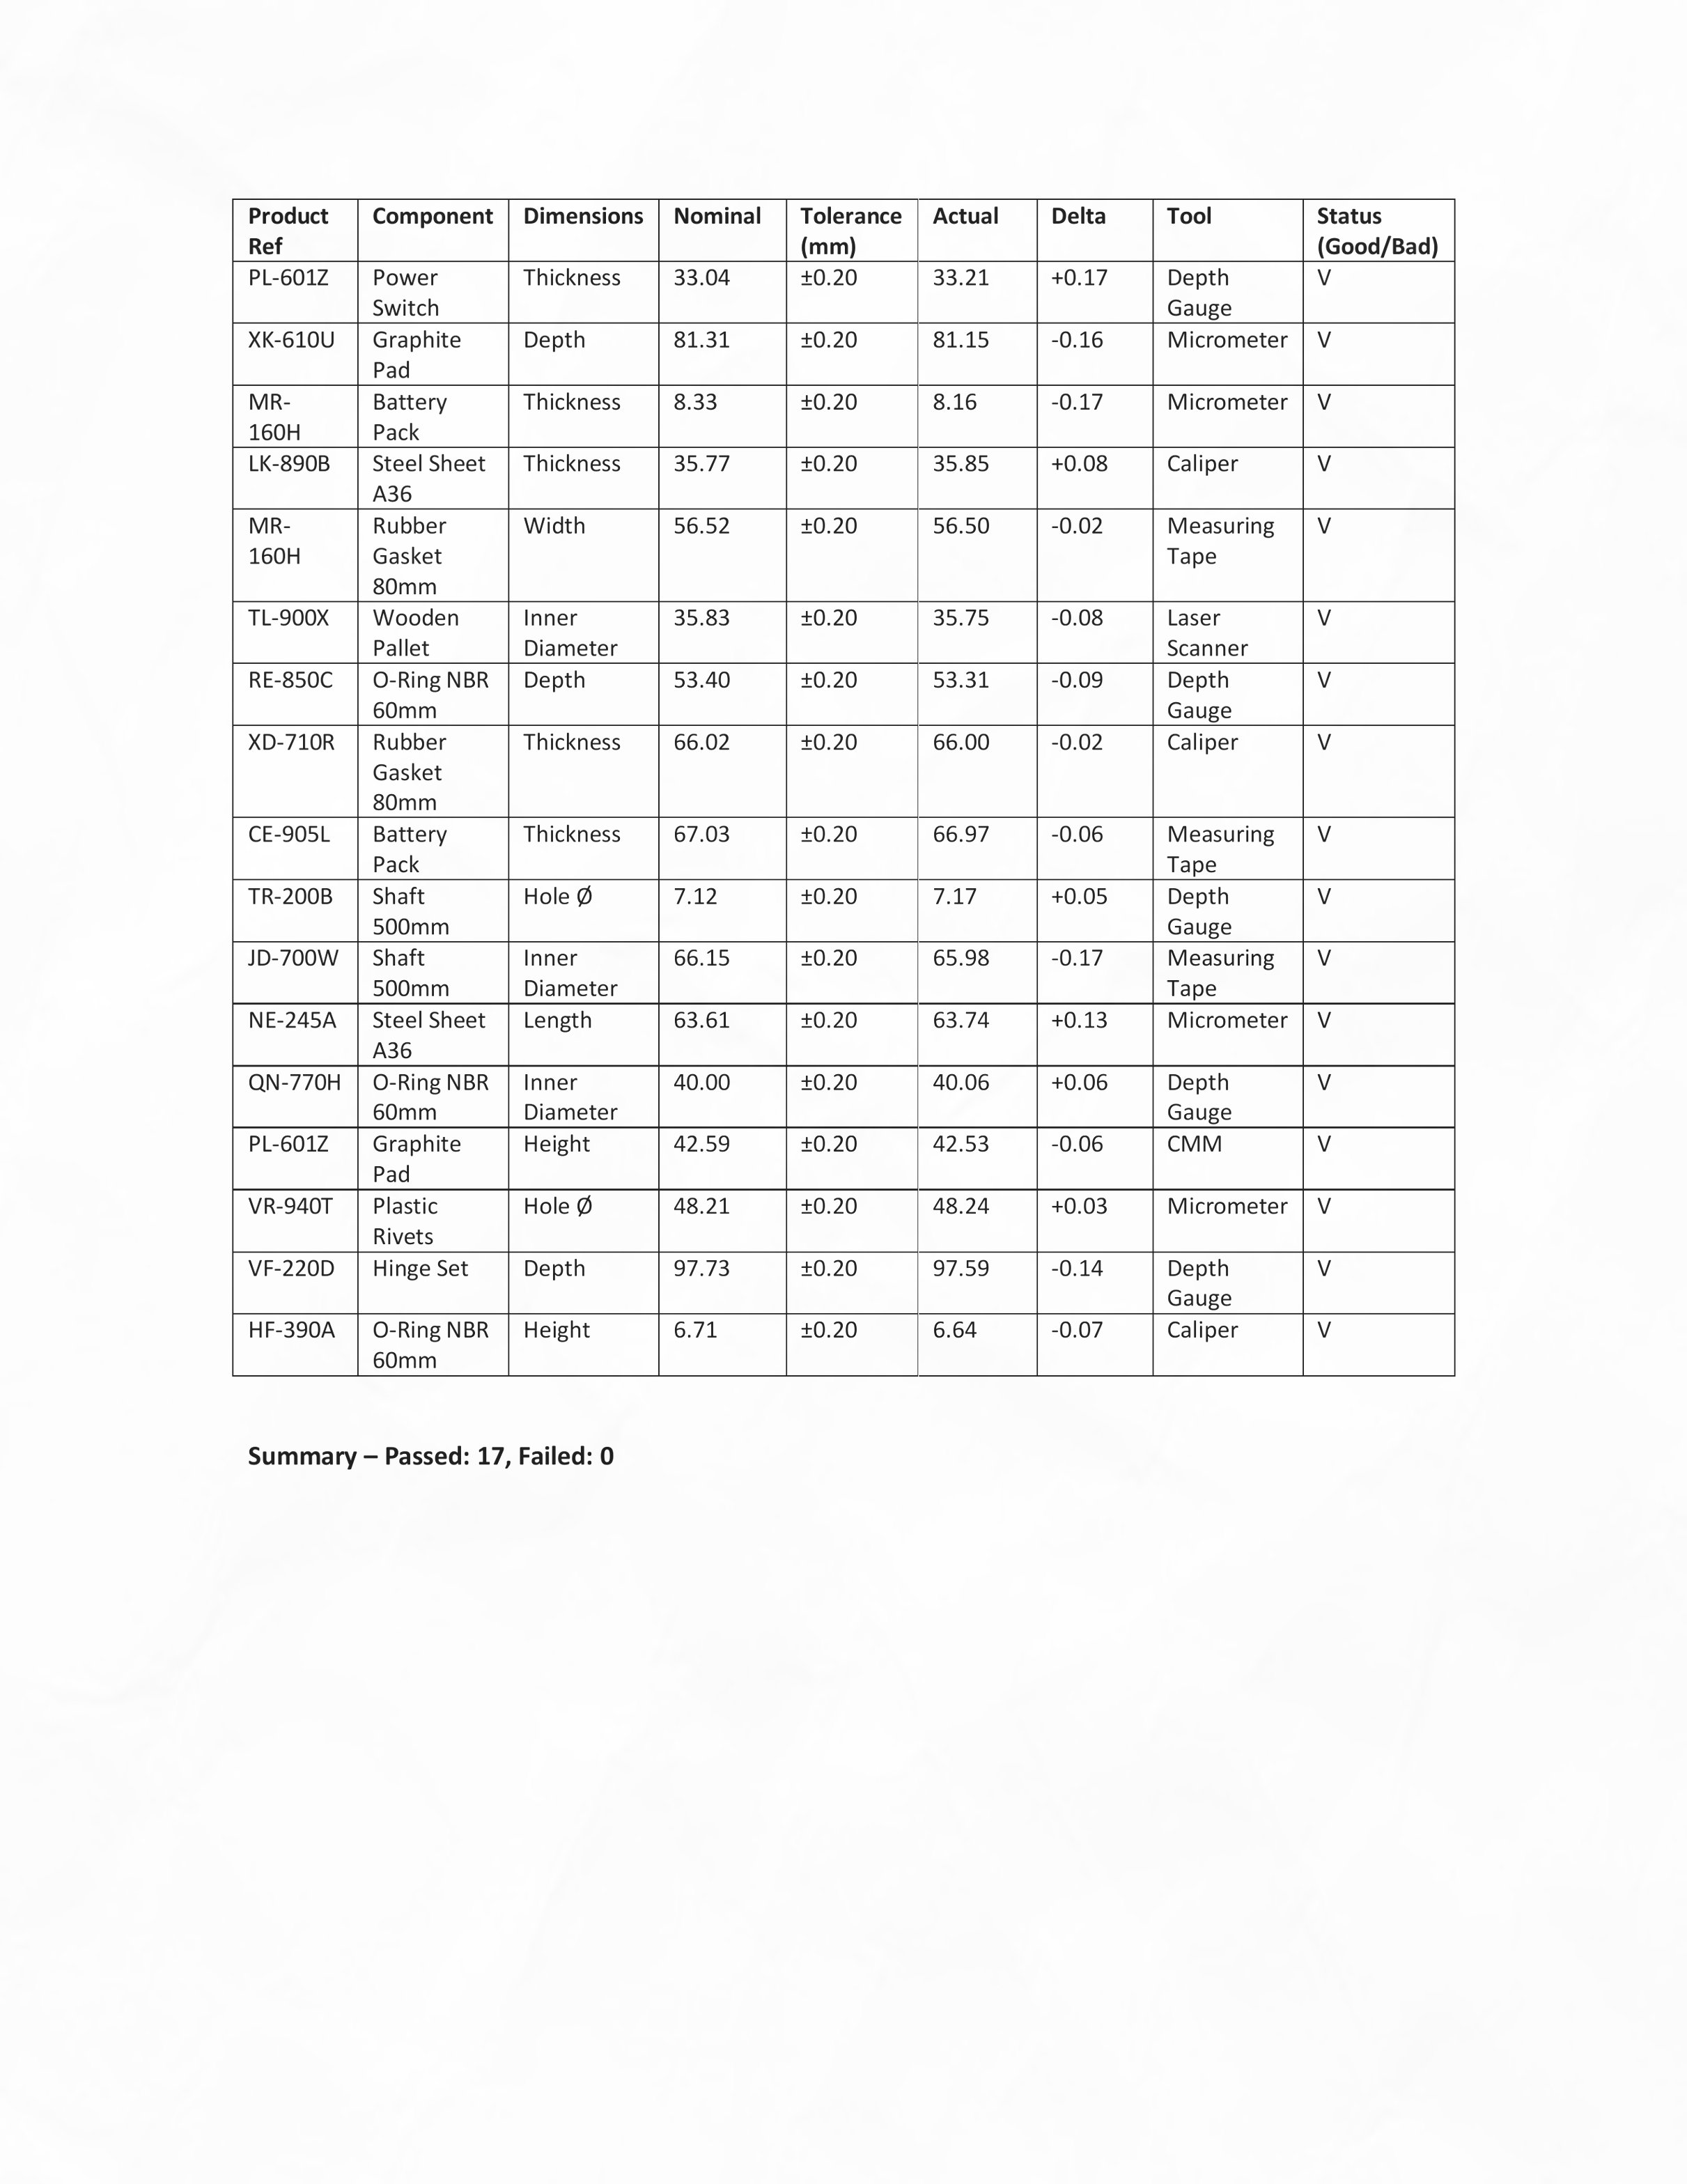 Product Ref Component Dimensions Nominal Tolerance (mm) Actual Delta Tool Status (Good/Bad)
PL-601Z Power Switch Thickness 33.04 ±0.20 33.21 +0.17 Depth Gauge V
XK-610U Graphite Pad Depth 81.31 ±0.20 81.15 -0.16 Micrometer V
MR-160H Battery Pack Thickness 8.33 ±0.20 8.16 -0.17 Micrometer V
LK-890B Steel Sheet A36 Thickness 35.77 ±0.20 35.85 +0.08 Caliper V
MR-160H Rubber Gasket 80mm Width 56.52 ±0.20 56.50 -0.02 Measuring Tape V
TL-900X Wooden Pallet Inner Diameter 35.83 ±0.20 35.75 -0.08 Laser Scanner V
RE-850C O-Ring NBR 60mm Depth 53.40 ±0.20 53.31 -0.09 Depth Gauge V
XD-710R Rubber Gasket 80mm Thickness 66.02 ±0.20 66.00 -0.02 Caliper V
CE-905L Battery Pack Thickness 67.03 ±0.20 66.97 -0.06 Measuring Tape V
TR-200B Shaft 500mm Hole Ø 7.12 ±0.20 7.17 +0.05 Depth Gauge V
JD-700W Shaft 500mm Inner Diameter 66.15 ±0.20 65.98 -0.17 Measuring Tape V
NE-245A Steel Sheet A36 Length 63.61 ±0.20 63.74 +0.13 Micrometer V
QN-770H O-Ring NBR 60mm Inner Diameter 40.00 ±0.20 40.06 +0.06 Depth Gauge V
PL-601Z Graphite Pad Height 42.59 ±0.20 42.53 -0.06 CMM V
VR-940T Plastic Rivets Hole Ø 48.21 ±0.20 48.24 +0.03 Micrometer V
VF-220D Hinge Set Depth 97.73 ±0.20 97.59 -0.14 Depth Gauge V
HF-390A O-Ring NBR 60mm Height 6.71 ±0.20 6.64 -0.07 Caliper V
Summary – Passed: 17, Failed: 0